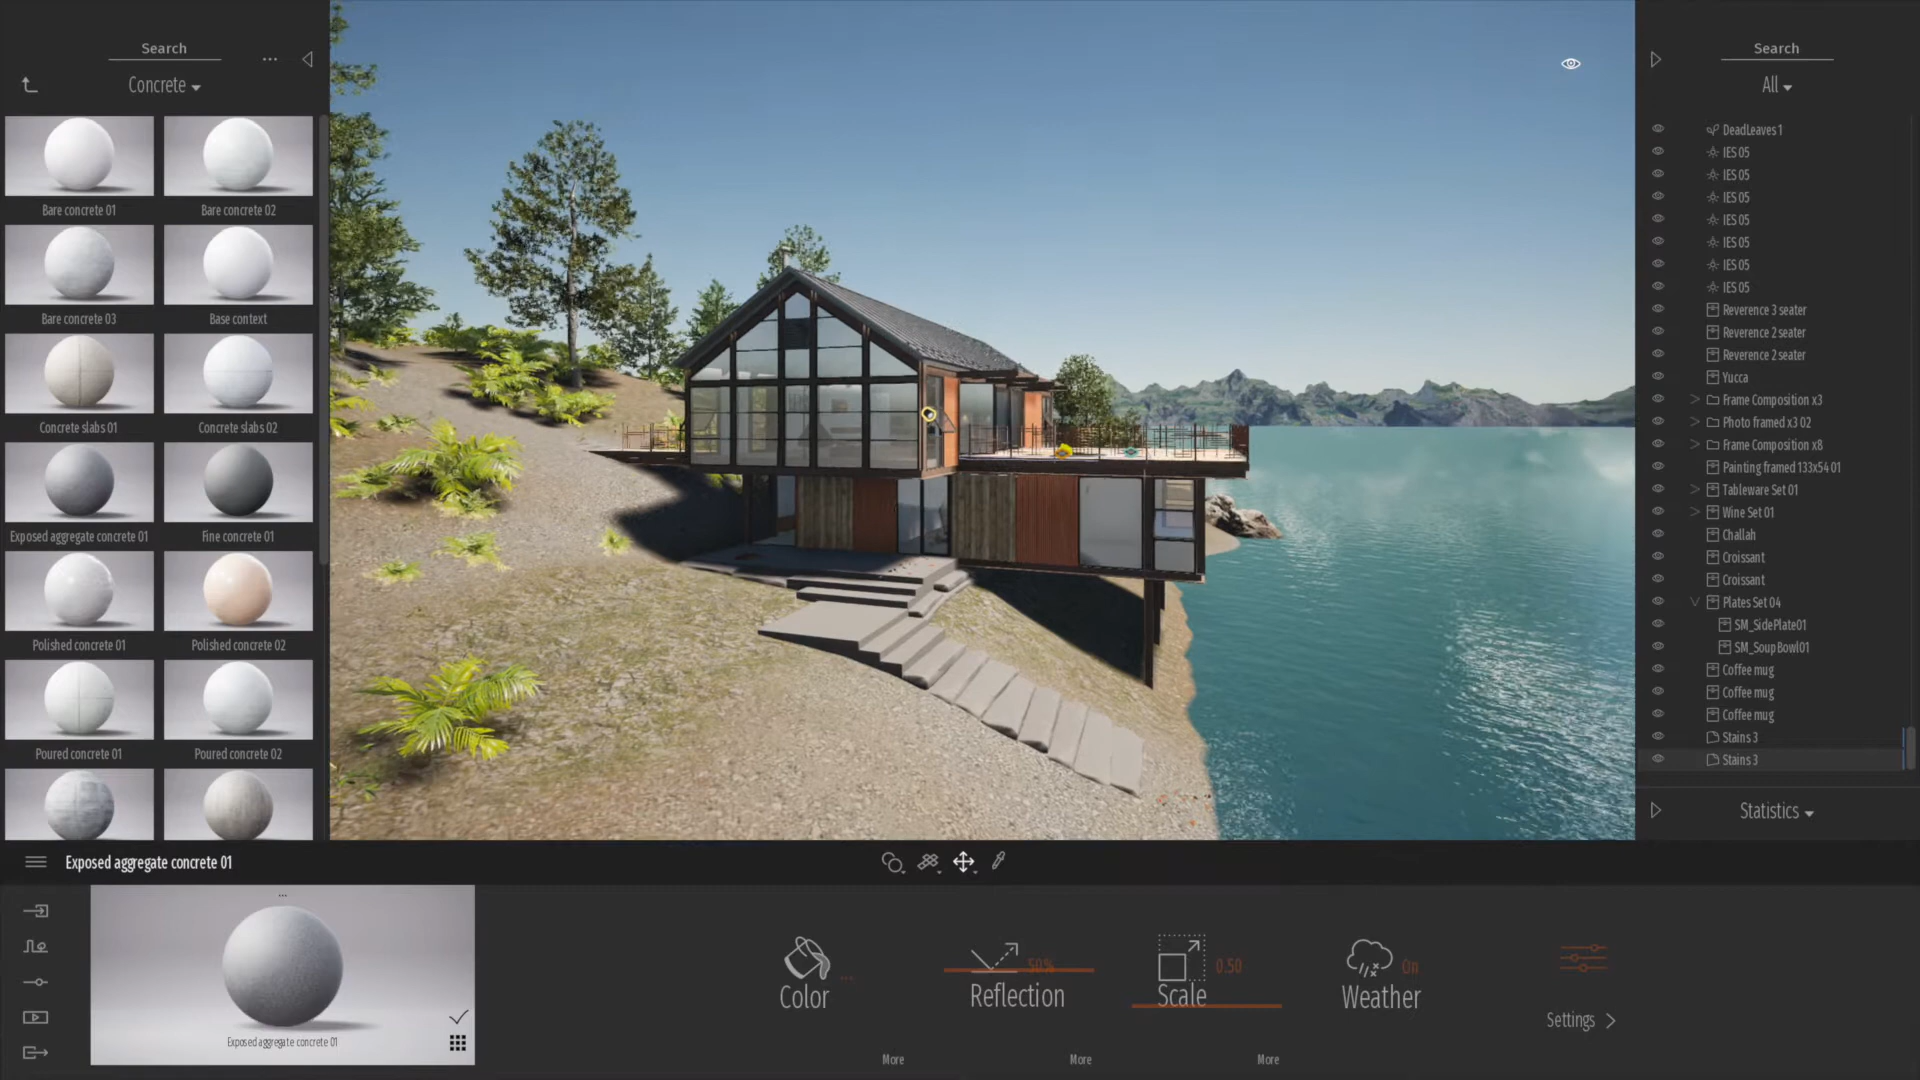 Search
Concrete
Bare concrete 01
Bare concrete 02
Bare concrete 03
Base context
Concrete slabs 01
Concrete slabs 02
Exposed aggregate concrete 01
Fine concrete 01
Polished concrete 01
Polished concrete 02
Poured concrete 01
Poured concrete 02
Search
All
DeadLeaves 1
IES 05
IES 05
IES 05
IES 05
IES 05
IES 05
IES 05
Reverence 3 seater
Reverence 2 seater
Reverence 2 seater
Yucca
Frame Composition x3
Photo framed x3 02
Frame Composition x8
Painting framed 133x54 01
Tableware Set 01
Wine Set 01
Challah
Croissant
Croissant
Plates Set 04
SM_SidePlate01
SM_SoupBowl01
Coffee mug
Coffee mug
Coffee mug
Stains 3
Stains 3
Statistics
Exposed aggregate concrete 01
Exposed aggregate concrete 01
Color
50%
Reflection
0.50
Scale
On
Weather
Settings
More
More
More